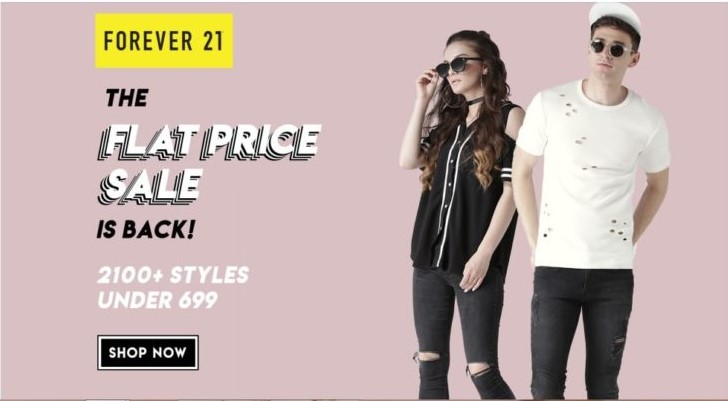 FOREVER 21
THE
FLAT PRICE
SALE
IS BACK!
2100+ STYLES
UNDER 699
SHOP NOW